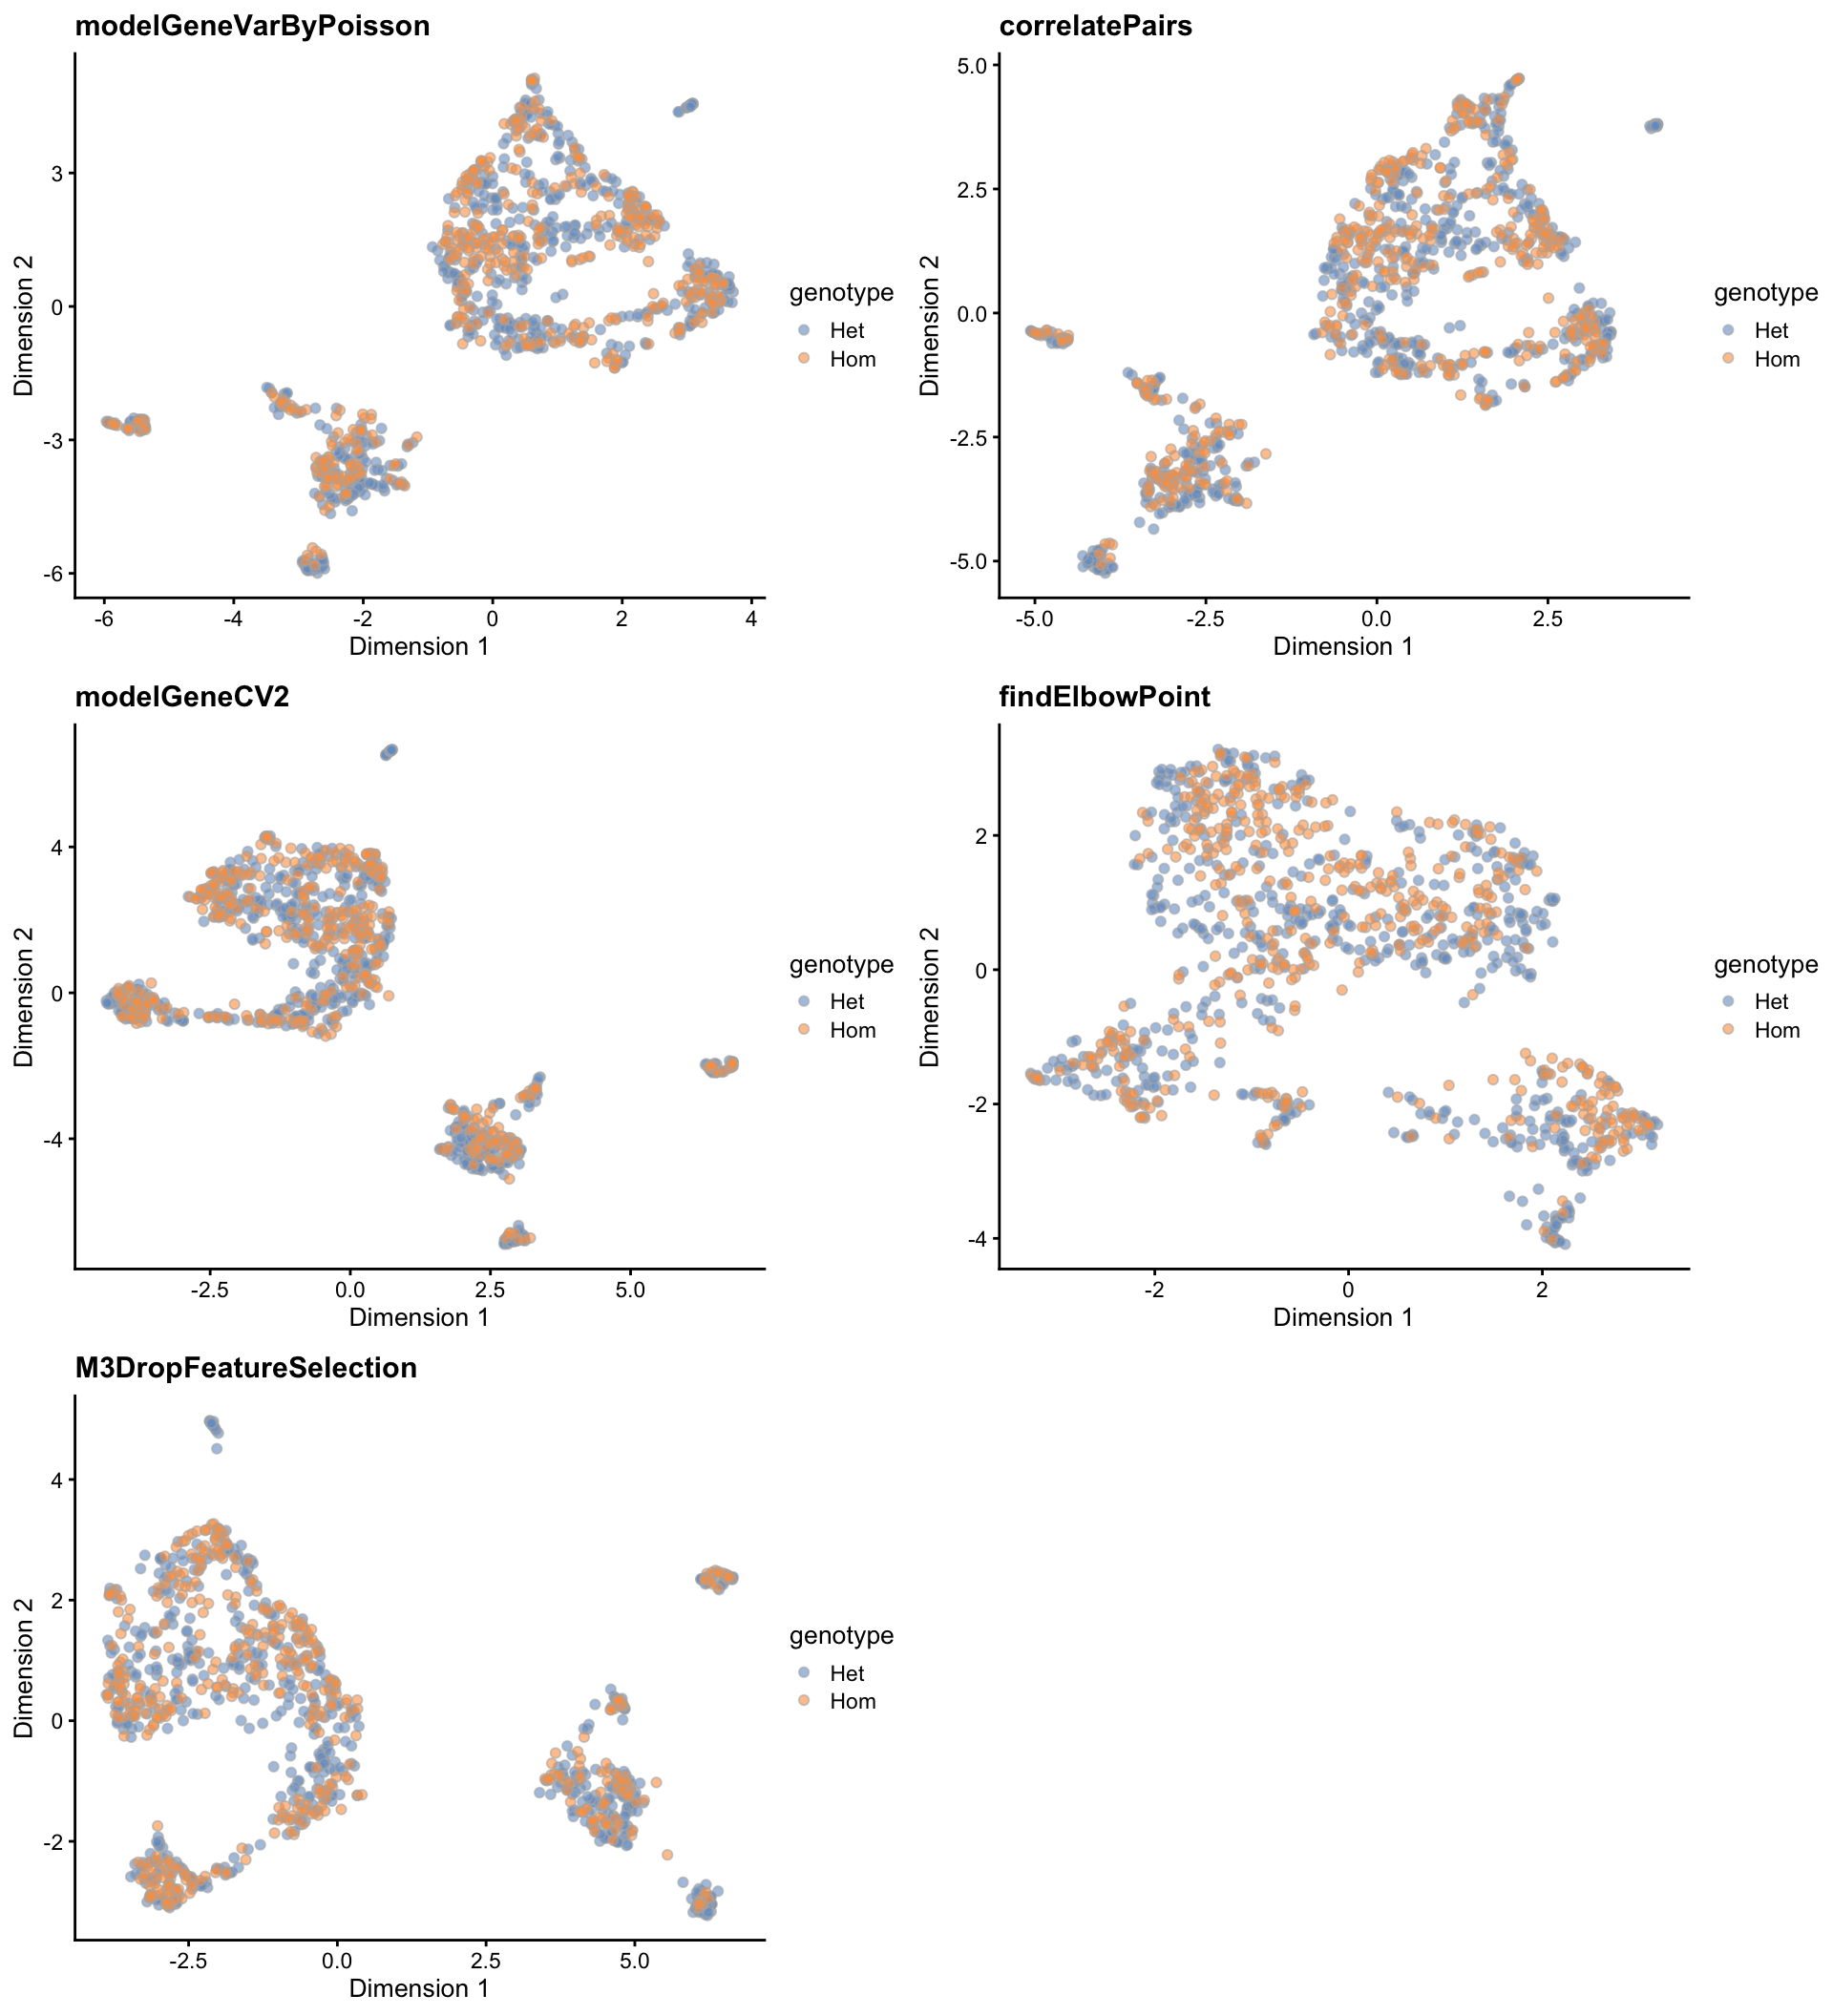 modelGeneVarByPoisson
Dimension 2
3
0
-3
-6
-6 -4 -2 0 2 4
Dimension 1
genotype
Het
Hom
correlatePairs
Dimension 2
5.0
2.5
0.0
-2.5
-5.0
-5.0 -2.5 0.0 2.5
Dimension 1
genotype
Het
Hom
modelGeneCV2
Dimension 2
4
0
-4
-2.5 0.0 2.5 5.0
Dimension 1
genotype
Het
Hom
findElbowPoint
Dimension 2
2
0
-2
-4
-2 0 2
Dimension 1
genotype
Het
Hom
M3DropFeatureSelection
Dimension 2
4
2
0
-2
-2.5 0.0 2.5 5.0
Dimension 1
genotype
Het
Hom